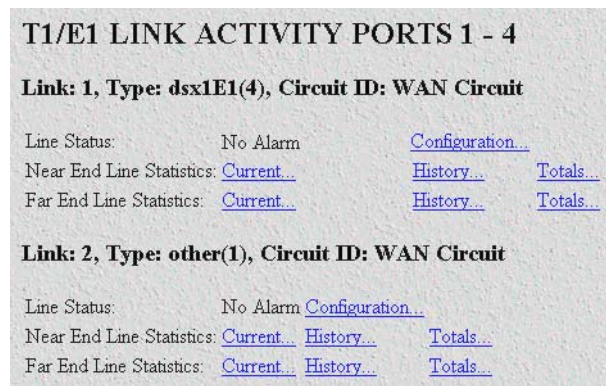 T1/E1 LINK ACTIVITY PORTS 1 - 4
Link: 1, Type: dsx1E1(4), Circuit ID: WAN Circuit
Line Status: No Alarm Configuration...
Near End Line Statistics: Current... History... Totals...
Far End Line Statistics: Current... History... Totals...
Link: 2, Type: other(1), Circuit ID: WAN Circuit
Line Status: No Alarm Configuration...
Near End Line Statistics: Current... History... Totals...
Far End Line Statistics: Current... History... Totals...